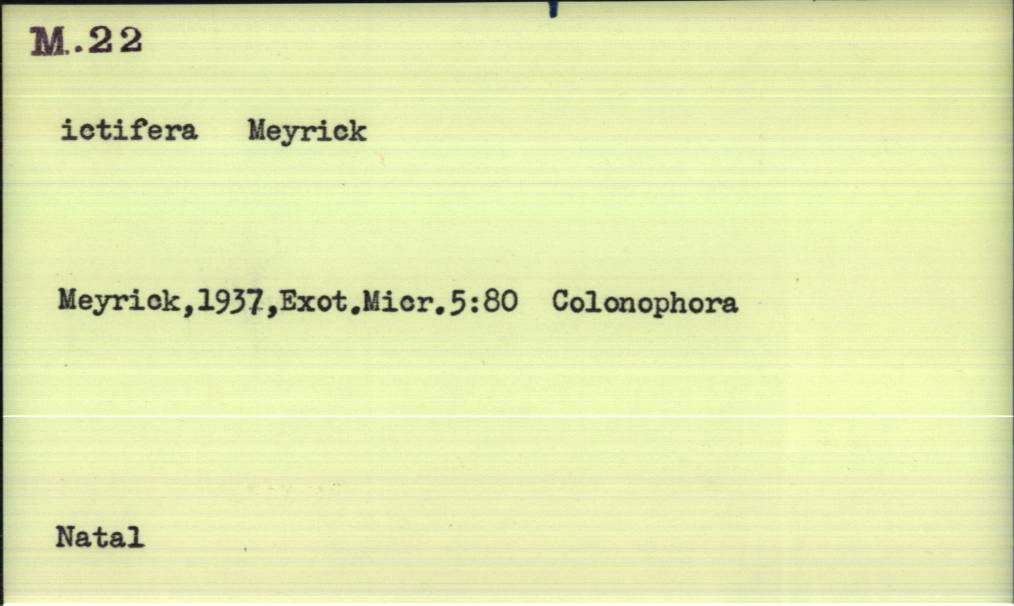 M.22
ictifera Meyrick
Meyrick,1937,Exot.Micr.5:80 Colonophora
Natal